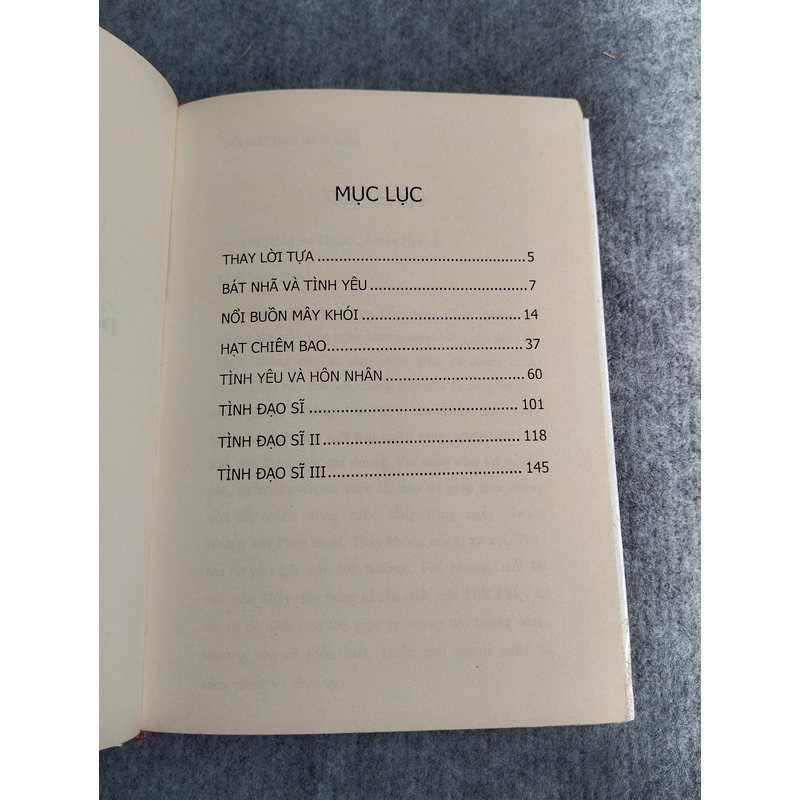 MỤC LỤC
THAY LỜI TỰA ............................................... 5
BÁT NHÃ VÀ TÌNH YÊU .................................... 7
NỔI BUỒN MÂY KHÓI ..................................... 14
HẠT CHIÊM BAO............................................. 37
TÌNH YÊU VÀ HÔN NHÂN ................................ 60
TÌNH ĐẠO SĨ ................................................ 101
TÌNH ĐẠO SĨ II ............................................. 118
TÌNH ĐẠO SĨ III............................................. 145